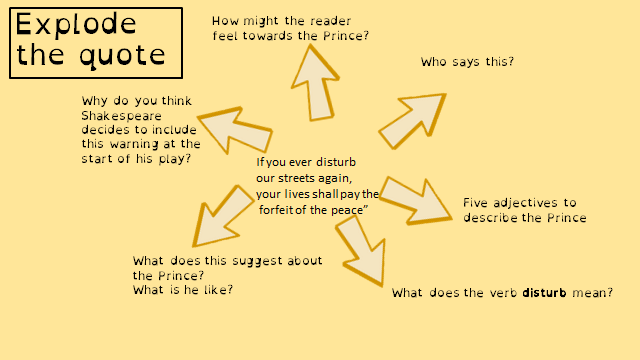 Explode
the quote
How might the reader
feel towards the Prince?
Who says this?
Why do you think
Shakespeare
decides to include
this warning at the
start of his play?
If you ever disturb
our streets again,
your lives shall pay the
forfeit of the peace”
Five adjectives to
describe the Prince
What does this suggest about
the Prince?
What is he like?
What does the verb disturb mean?